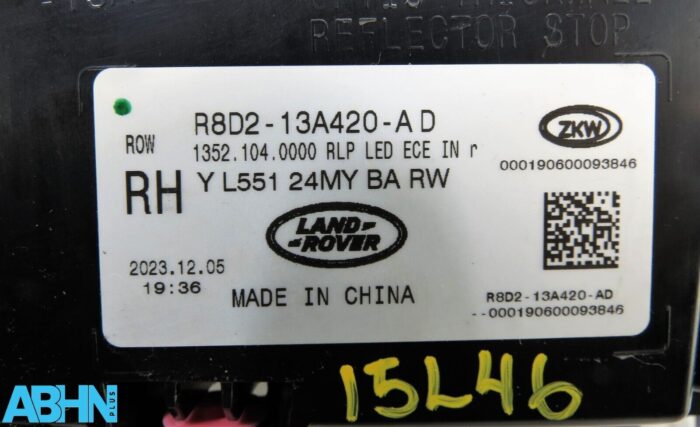 REFLECTOR STOP
R8D2-13A420-A D
ROW
1352.104.0000 RLP LED ECE IN r
RH Y L551 24MY BA RW
ZKW
000190600093846
LAND
ROVER
2023.12.05
19:36
MADE IN CHINA
R8D2-13A420-AD
--000190600093846
15L46
ABHN PLUS